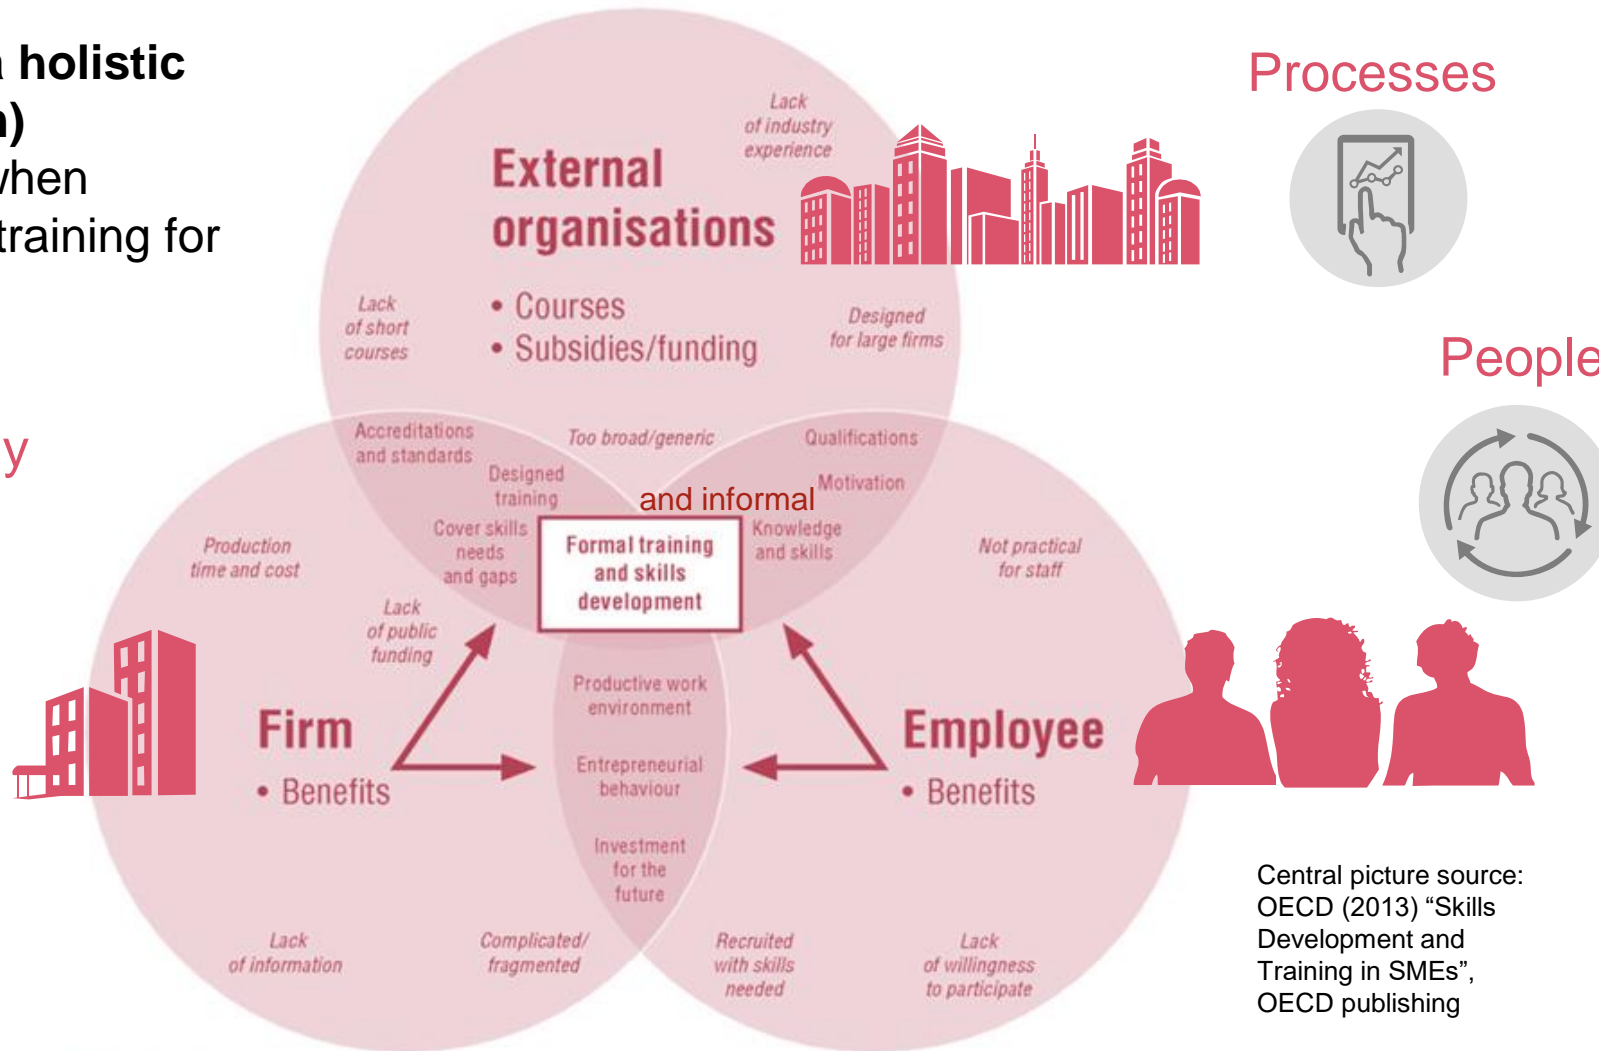 a holistic
n)
when
training for
y
Processes
People
Lack
of industry
experience
External
organisations
• Courses
• Subsidies/funding
Lack
of short
courses
Designed
for large firms
Accreditations
and standards
Too broad/generic
Qualifications
Designed
training
Motivation
and informal
Cover skills
needs
and gaps
Formal training
and skills
development
Knowledge
and skills
Production
time and cost
Not practical
for staff
Lack
of public
funding
Firm
• Benefits
Productive work
environment
Entrepreneurial
behaviour
Investment
for the
future
Employee
• Benefits
Lack
of information
Complicated/
fragmented
Recruited
with skills
needed
Lack
of willingness
to participate
Central picture source:
OECD (2013) “Skills
Development and
Training in SMEs”,
OECD publishing